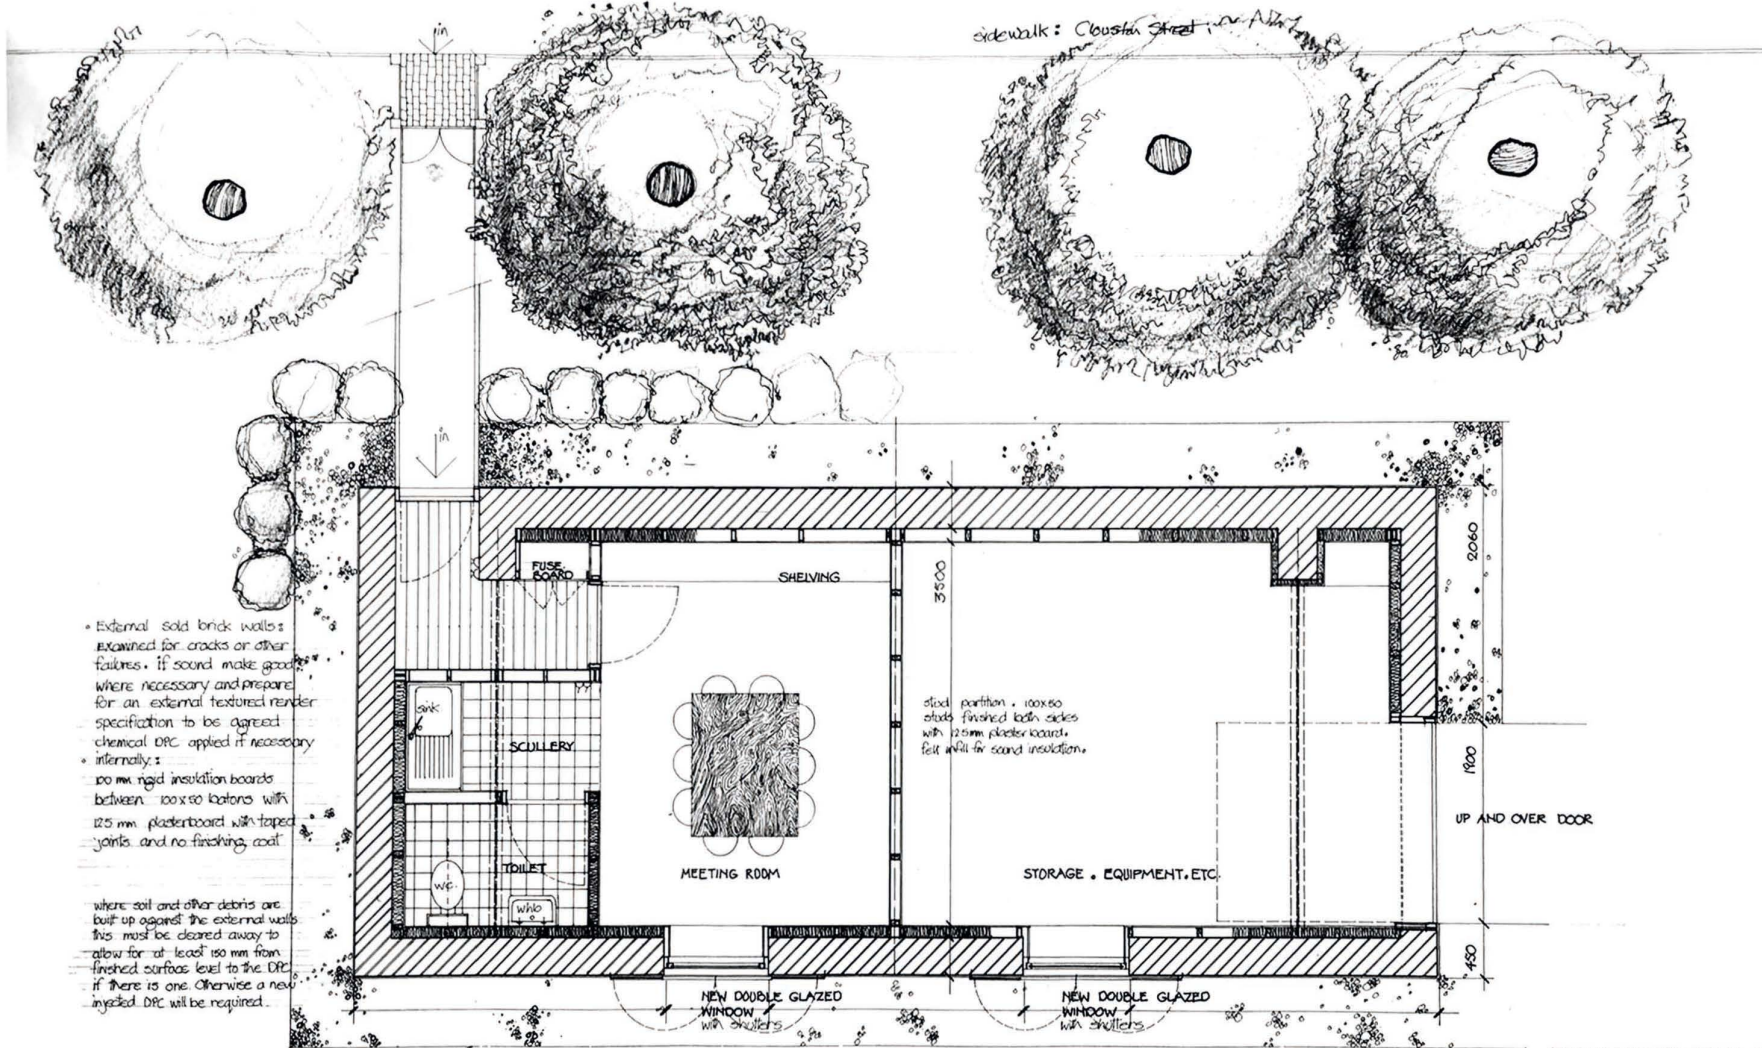 in
sidewalk: Clouston Street,
in
FUSE
BOARD
SHELVING
2060
3500
• External solid brick walls:
examined for cracks or other
failures. if sound make good
where necessary and prepare
for an external textured render
specification to be agreed
chemical DPC applied if necessary
• internally:
100 mm rigid insulation boards
between 100x50 batons with
12.5 mm plasterboard with taped
joints and no finishing coat
sink
SCULLERY
stud partition. 100x50
studs finished both sides
with 12.5mm plasterboard.
felt infill for sound insulation.
1900
UP AND OVER DOOR
TOILET
WC.
whb
MEETING ROOM
STORAGE. EQUIPMENT. ETC.
where soil and other debris are
built up against the external walls
this must be cleared away to
allow for at least 150 mm from
finished surface level to the DPC
if there is one. Otherwise a new
injected DPC will be required.
450
NEW DOUBLE GLAZED
WINDOW
with shutters
NEW DOUBLE GLAZED
WINDOW
with shutters